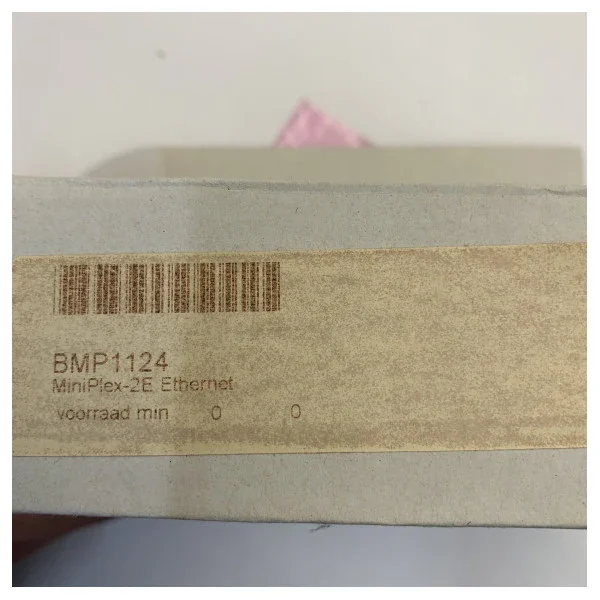 BMP1124
MiniPlex-2E Ethernet
voorraad min 0 0